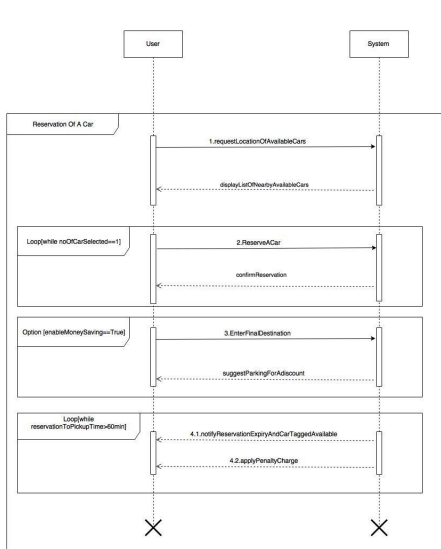 User
System
Reservation Of A Car
1.requestLocationOfAvailableCars
displayListOfNearbyAvailableCars
Loop[while noOfCarSelected==1]
2.ReserveACar
confirmReservation
Option [enableMoneySaving==True]
3.EnterFinalDestination
suggestParkingForAdiscount
Loop[while
reservationToPickupTime>60min]
4.1.notifyReservationExpiryAndCarTaggedAvailable
4.2.applyPenaltyCharge